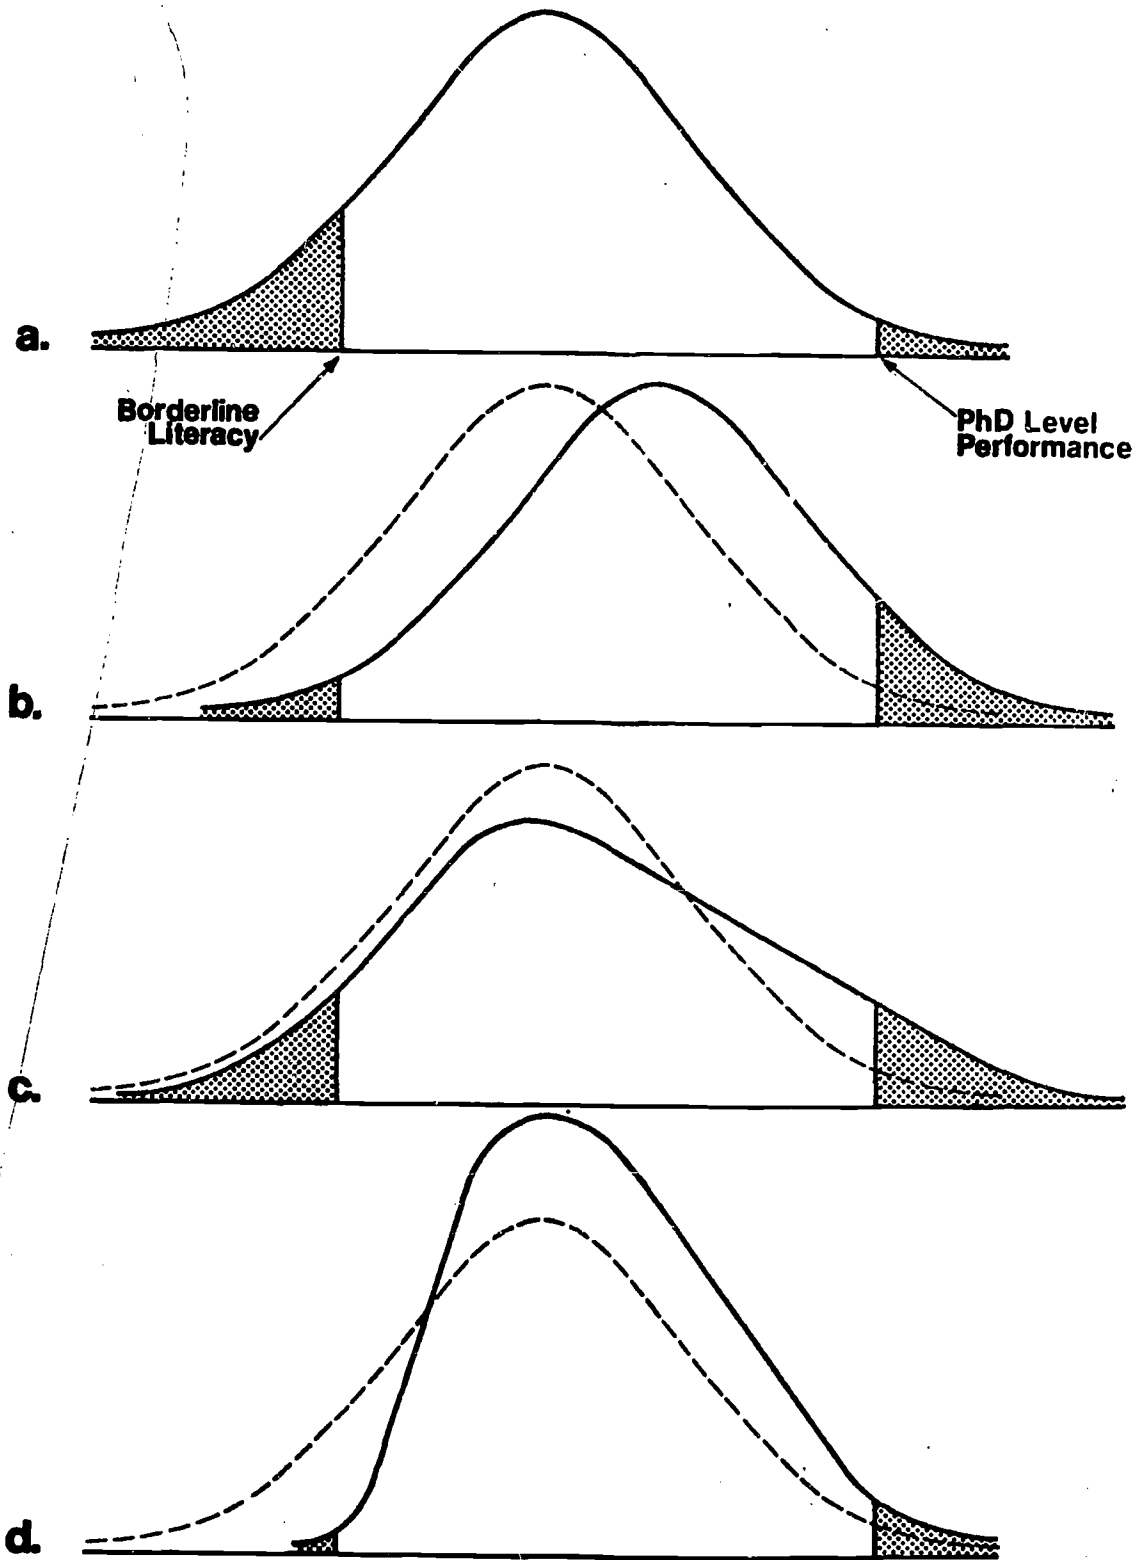 a.
Borderline
Literacy
PhD Level
Performance
b.
c.
d.